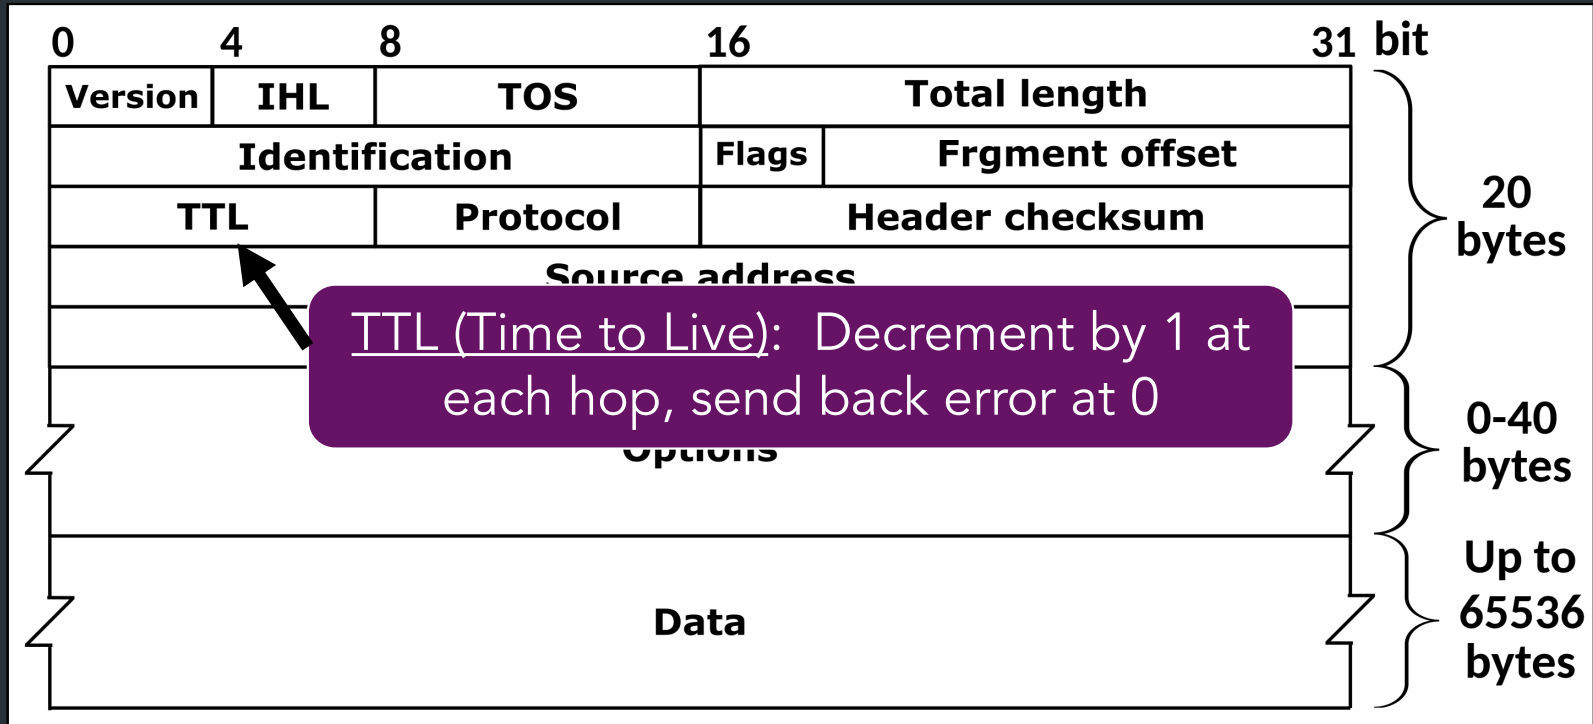 0 4 8 16 31 bit
Version IHL TOS Total length
Identification Flags Frgment offset
TTL Protocol Header checksum
20
bytes
Source address
TTL (Time to Live): Decrement by 1 at
each hop, send back error at 0
Options
0-40
bytes
Data
Up to
65536
bytes